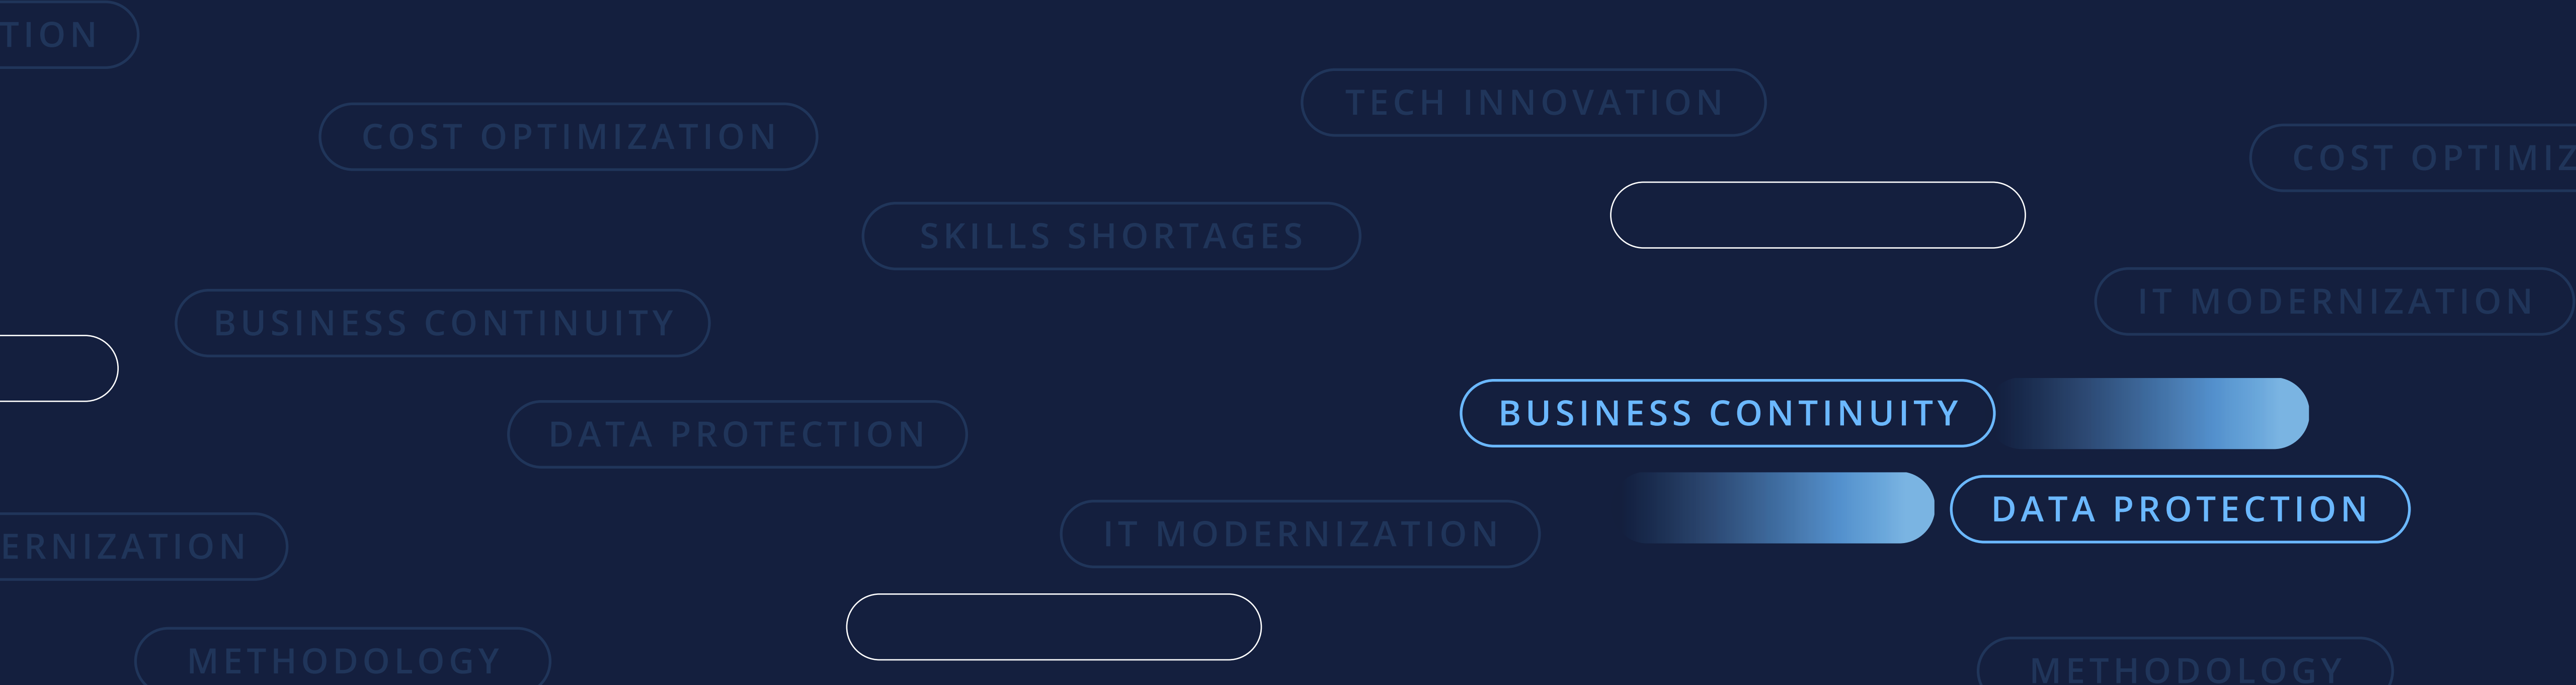 TION
TECH INNOVATION
COST OPTIMIZATION
COST OPTIMIZ
SKILLS SHORTAGES
IT MODERNIZATION
BUSINESS CONTINUITY
BUSINESS CONTINUITY
DATA PROTECTION
DATA PROTECTION
IT MODERNIZATION
ERNIZATION
METHODOLOGY
METHODOLOGY